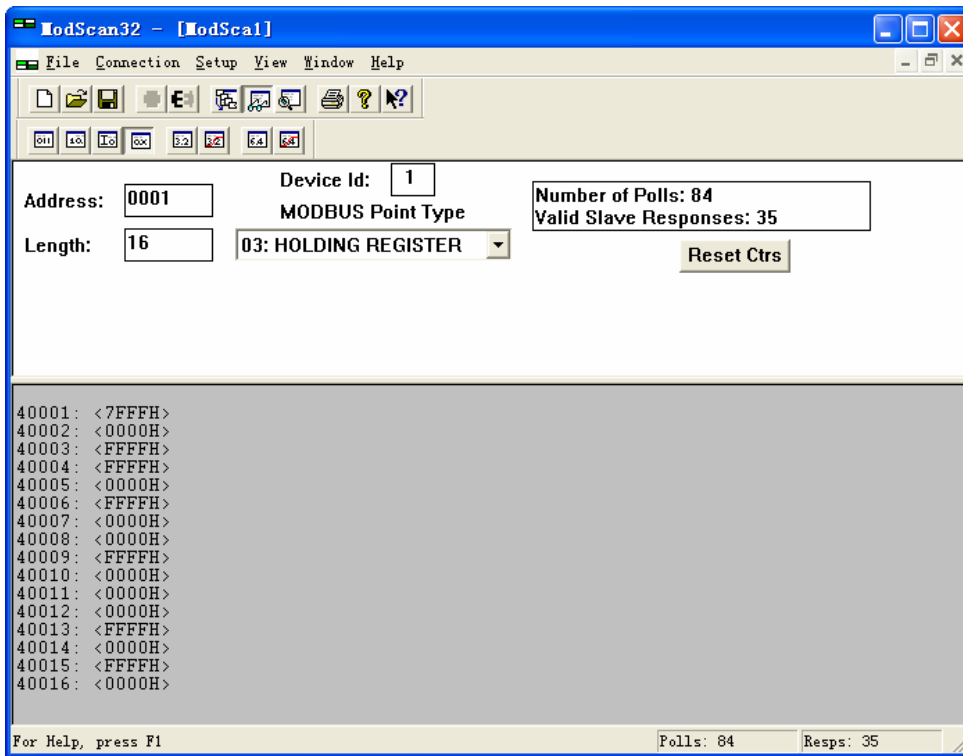 ModScan32 - [ModSca1]
File Connection Setup View Window Help
Address: 0001
Device Id: 1
MODBUS Point Type
Number of Polls: 84
Valid Slave Responses: 35
Length: 16
03: HOLDING REGISTER
Reset Ctrs
40001: <7FFFH>
40002: <0000H>
40003: <FFFFH>
40004: <FFFFH>
40005: <0000H>
40006: <FFFFH>
40007: <0000H>
40008: <0000H>
40009: <FFFFH>
40010: <0000H>
40011: <0000H>
40012: <0000H>
40013: <FFFFH>
40014: <0000H>
40015: <FFFFH>
40016: <0000H>
For Help, press F1
Polls: 84
Resps: 35